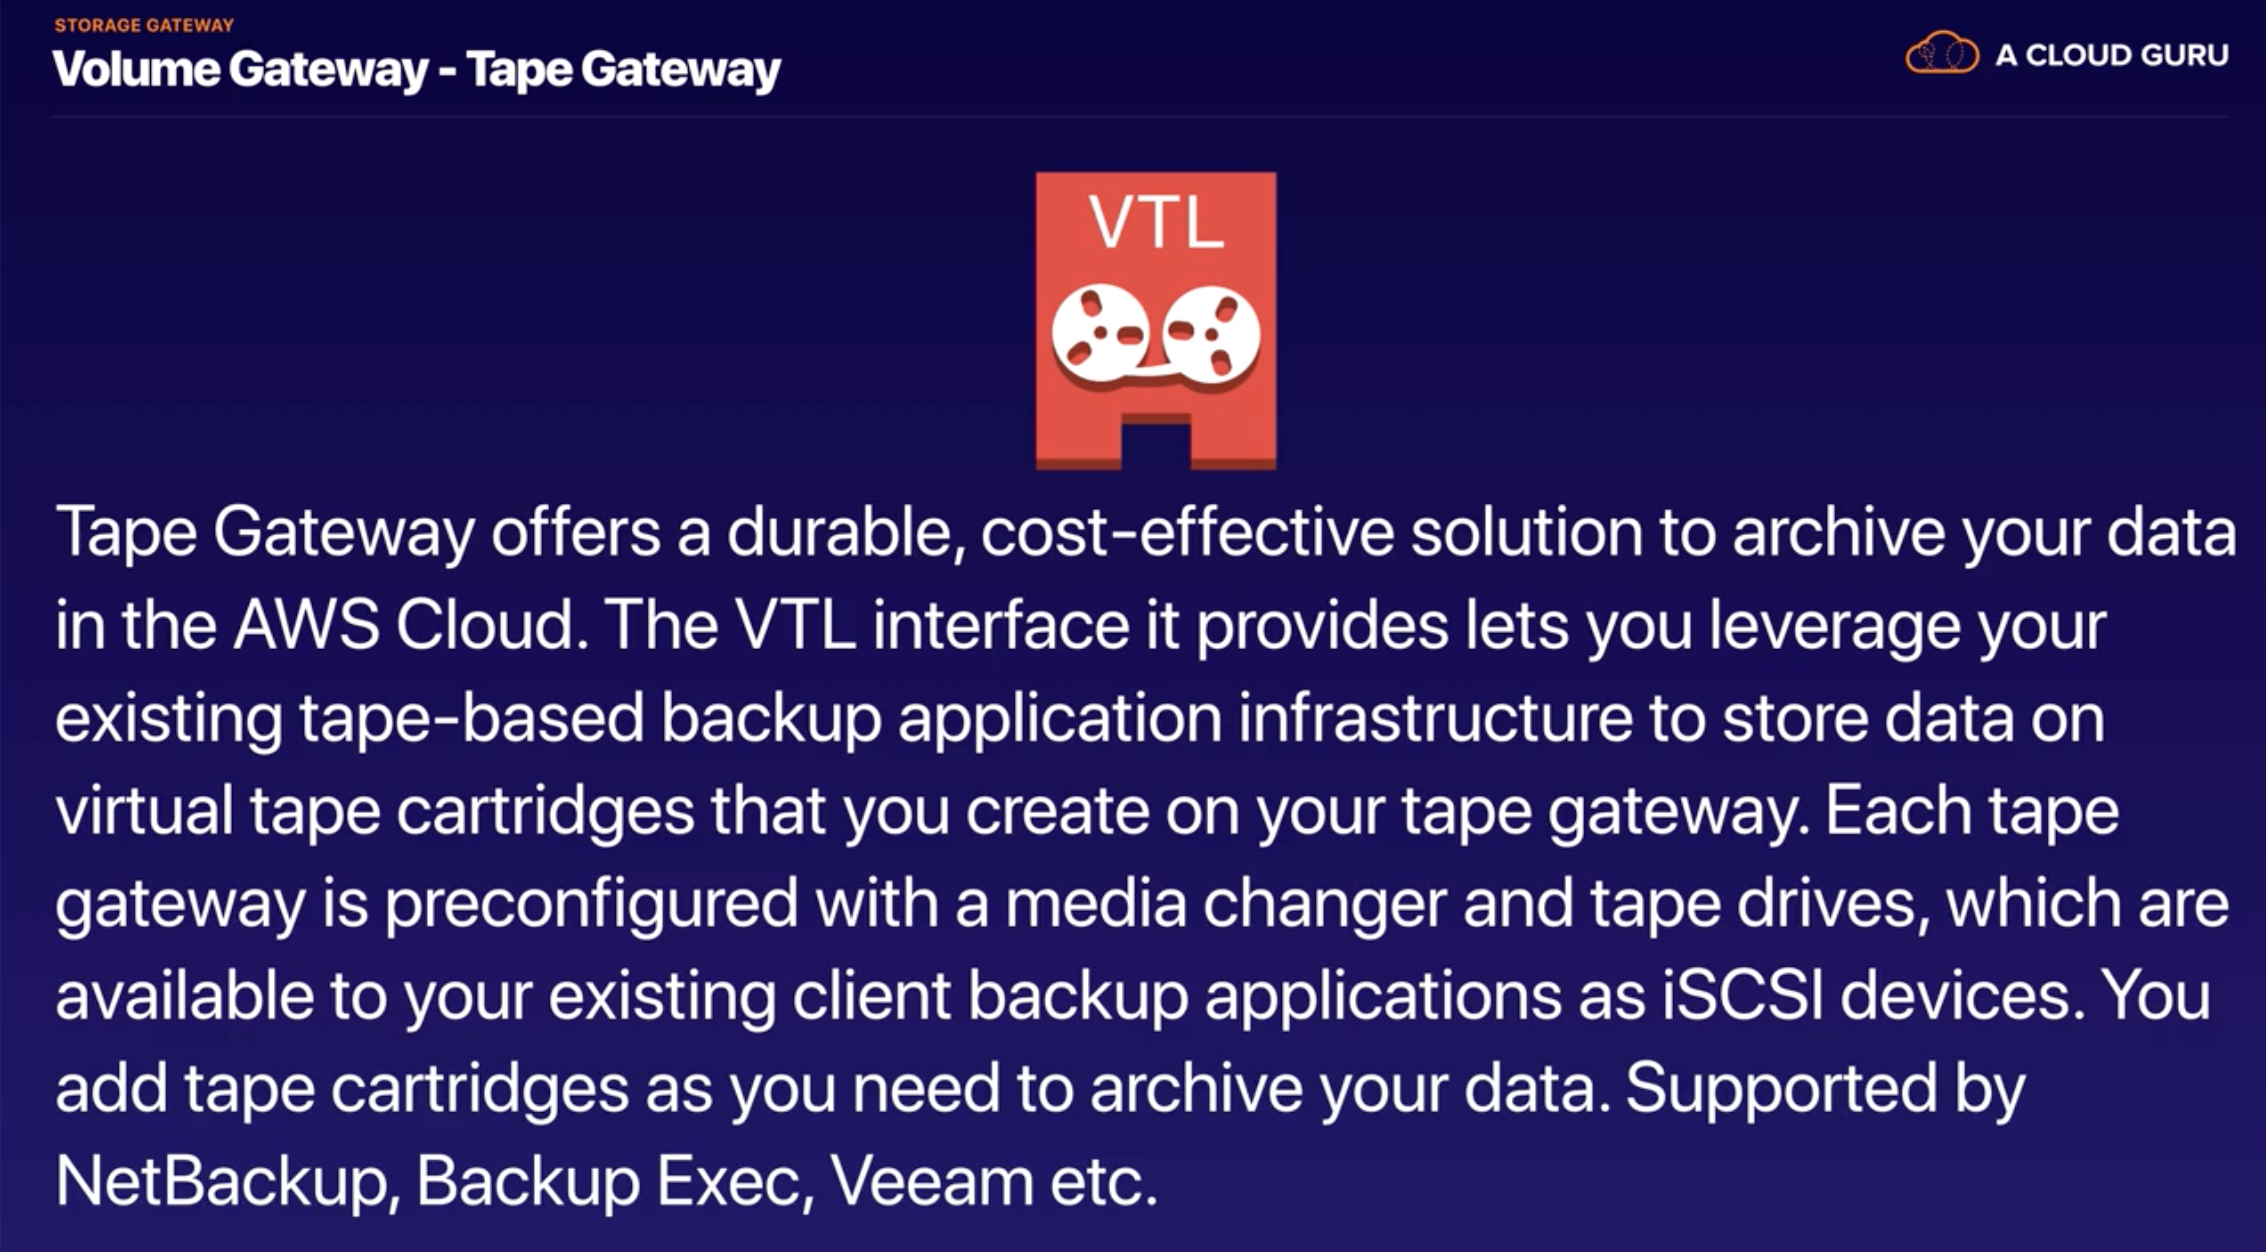 STORAGE GATEWAY
Volume Gateway - Tape Gateway
A CLOUD GURU
VTL
Tape Gateway offers a durable, cost-effective solution to archive your data
in the AWS Cloud. The VTL interface it provides lets you leverage your
existing tape-based backup application infrastructure to store data on
virtual tape cartridges that you create on your tape gateway. Each tape
gateway is preconfigured with a media changer and tape drives, which are
available to your existing client backup applications as iSCSI devices. You
add tape cartridges as you need to archive your data. Supported by
NetBackup, Backup Exec, Veeam etc.